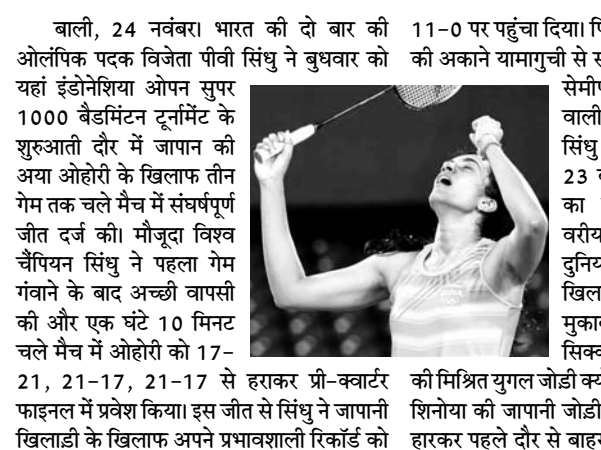 बाली, 24 नवंबर। भारत की दो बार की
ओलंपिक पदक विजेता पीवी सिंधु ने बुधवार को
यहां इंडोनेशिया ओपन सुपर
1000 बैडमिंटन टूर्नामेंट के
शुरुआती दौर में जापान की
अया ओहोरी के खिलाफ तीन
गेम तक चले मैच में संघर्षपूर्ण
जीत दर्ज की। मौजूदा विश्व
चैंपियन सिंधु ने पहला गेम
गंवाने के बाद अच्छी वापसी
की और एक घंटे 10 मिनट
चले मैच में ओहोरी को 17-
21, 21-17, 21-17 से हराकर प्री-क्वार्टर
फाइनल में प्रवेश किया। इस जीत से सिंधु ने जापानी
खिलाड़ी के खिलाफ अपने प्रभावशाली रिकॉर्ड को
11-0 पर पहुंचा दिया।
की अकाने यामागुची से
वाली
सिंधु
23
का
की मिश्रित युगल जोड़ी
शिनोया की जापानी जोड़ी
हारकर पहले दौर से